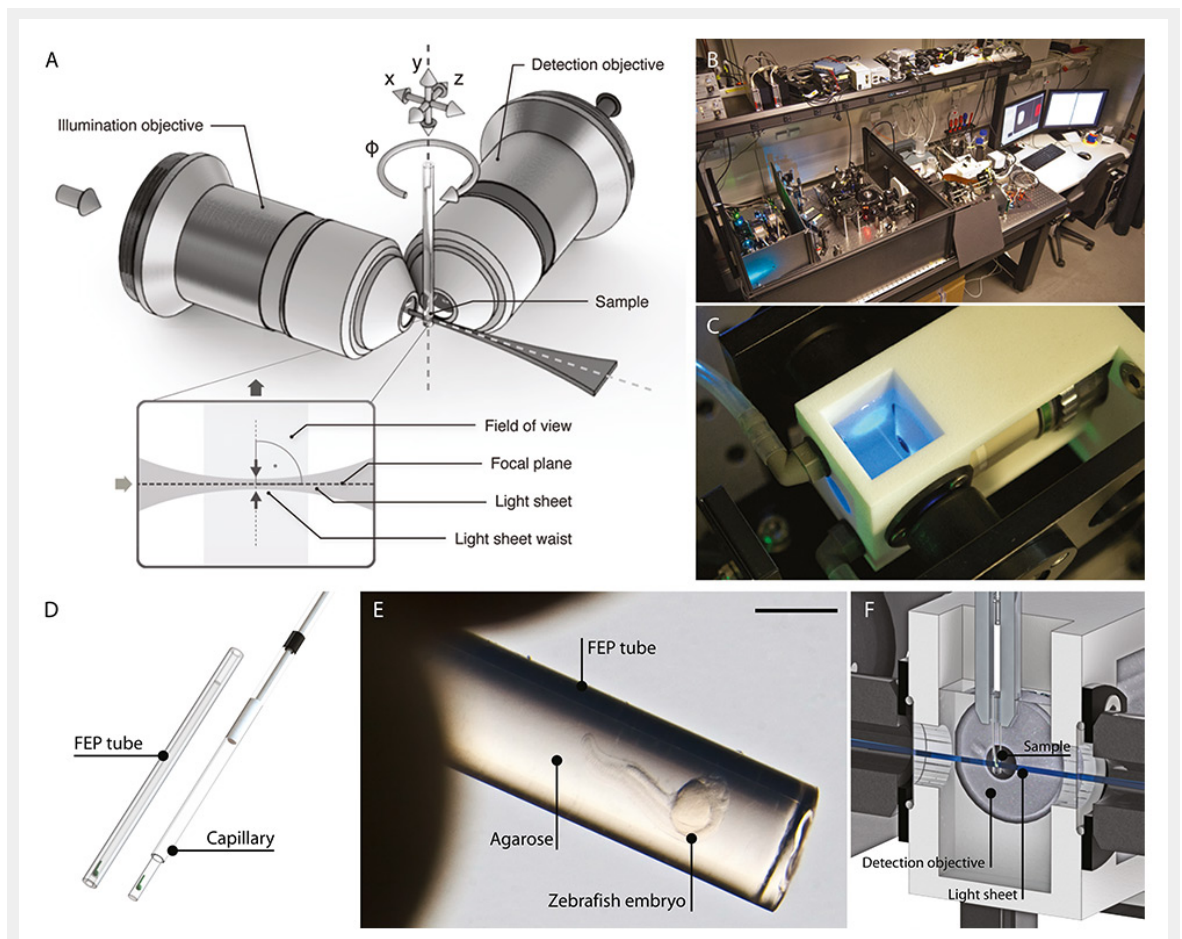 A
x
y
z
Detection objective
Illumination objective
Φ
Sample
Field of view
Focal plane
Light sheet
Light sheet waist
B
C
D
FEP tube
Capillary
E
FEP tube
Agarose
Zebrafish embryo
F
Sample
Detection objective
Light sheet